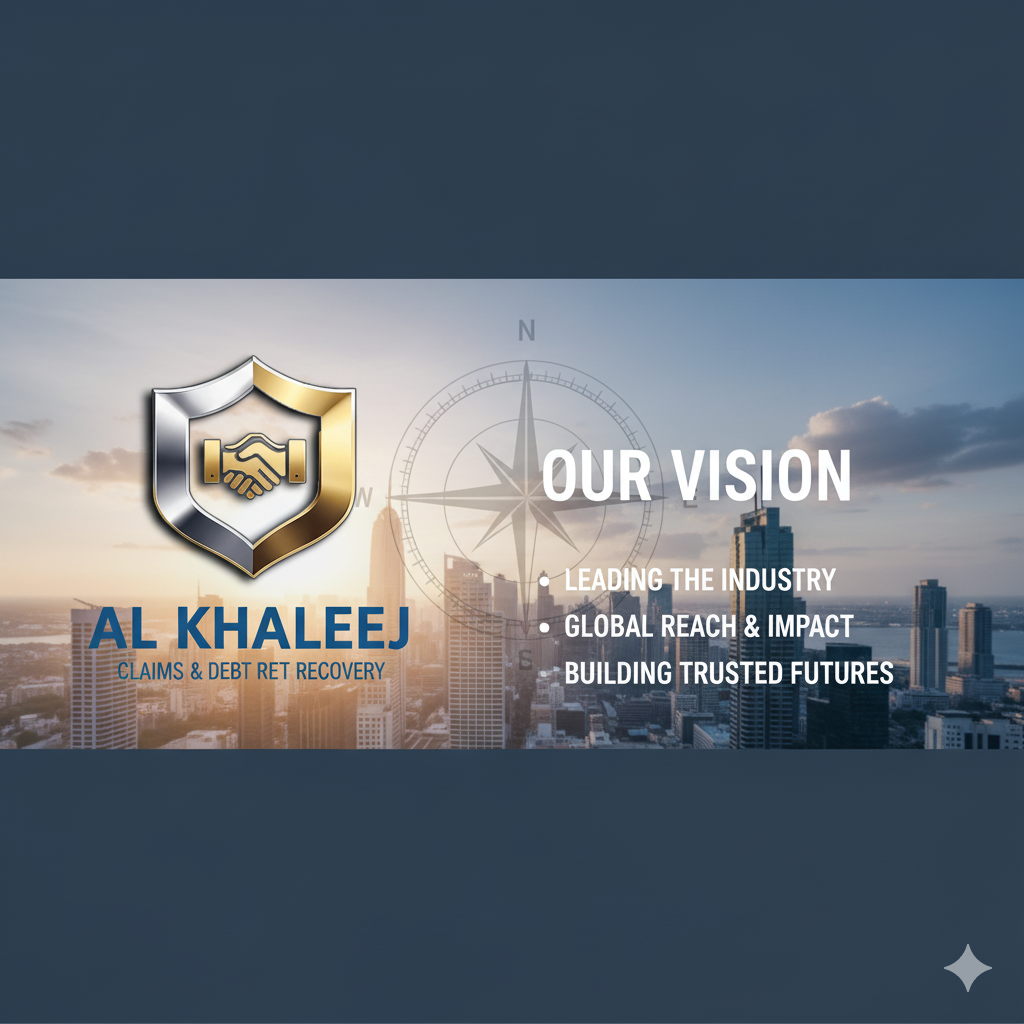 N
W
E
S
AL KHALEEJ
CLAIMS & DEBT RET RECOVERY
OUR VISION
• LEADING THE INDUSTRY
• GLOBAL REACH & IMPACT
• BUILDING TRUSTED FUTURES